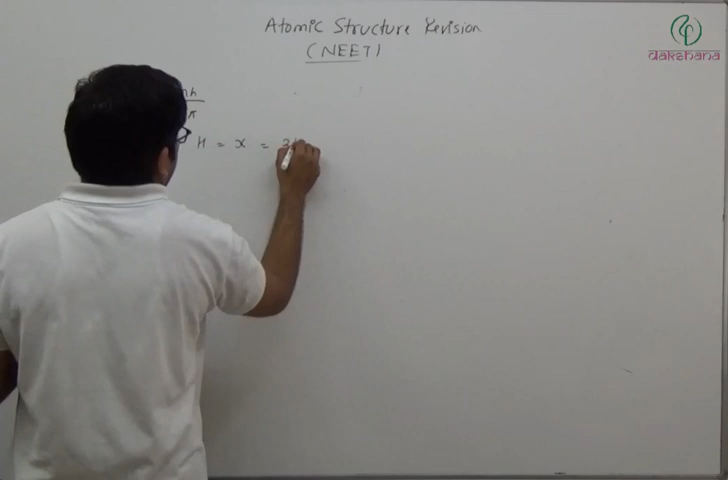 Atomic Structure Revision
(NEET)
dakshana
nh
π
H = x =